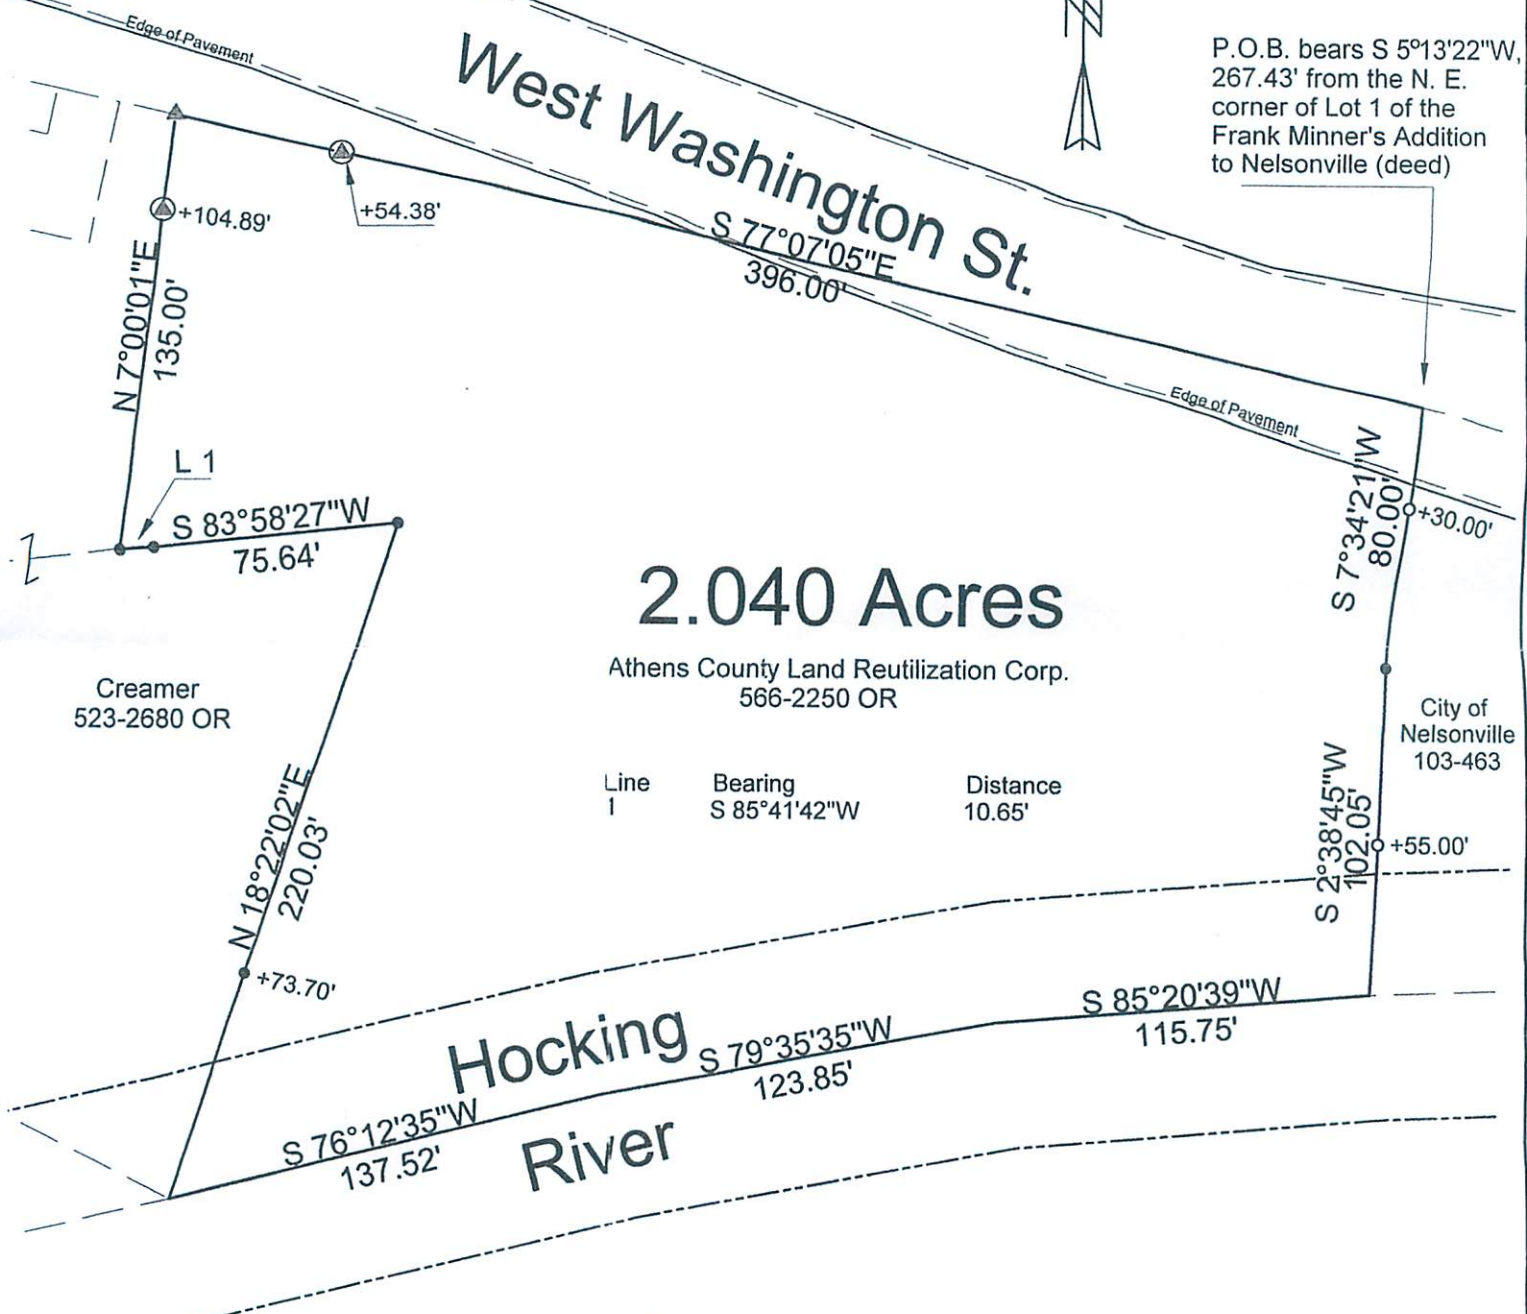 N
Edge of Pavement
West Washington St.
P.O.B. bears S 5°13'22"W,
267.43' from the N. E.
corner of Lot 1 of the
Frank Minner's Addition
to Nelsonville (deed)
+104.89'
+54.38'
S 77°07'05"E
396.00'
N 7°00'01"E
135.00'
Edge of Pavement
L 1
S 83°58'27"W
75.64'
S 7°34'21"W
80.00'
+30.00'
2.040 Acres
Athens County Land Reutilization Corp.
566-2250 OR
Creamer
523-2680 OR
City of
Nelsonville
103-463
Line Bearing Distance
1 S 85°41'42"W 10.65'
N 18°22'02"E
220.03'
S 2°38'45"W
102.05'
+55.00'
+73.70'
Hocking
River
S 85°20'39"W
115.75'
S 79°35'35"W
123.85'
S 76°12'35"W
137.52'